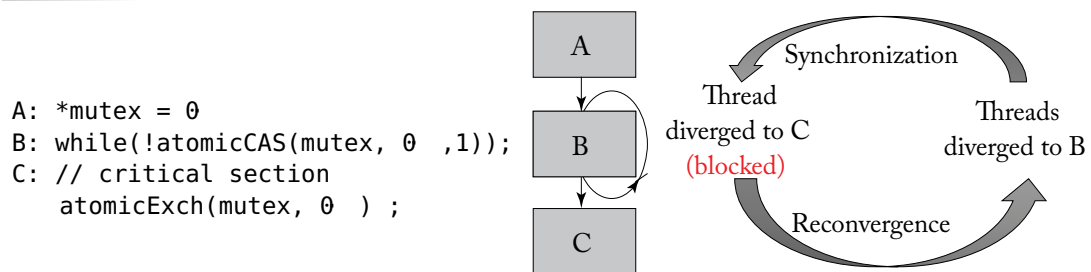 A: *mutex = 0
B: while(!atomicCAS(mutex, 0 ,1));
C: // critical section
atomicExch(mutex, 0 ) ;
A
B
C
Synchronization
Thread
diverged to C
(blocked)
Threads
diverged to B
Reconvergence